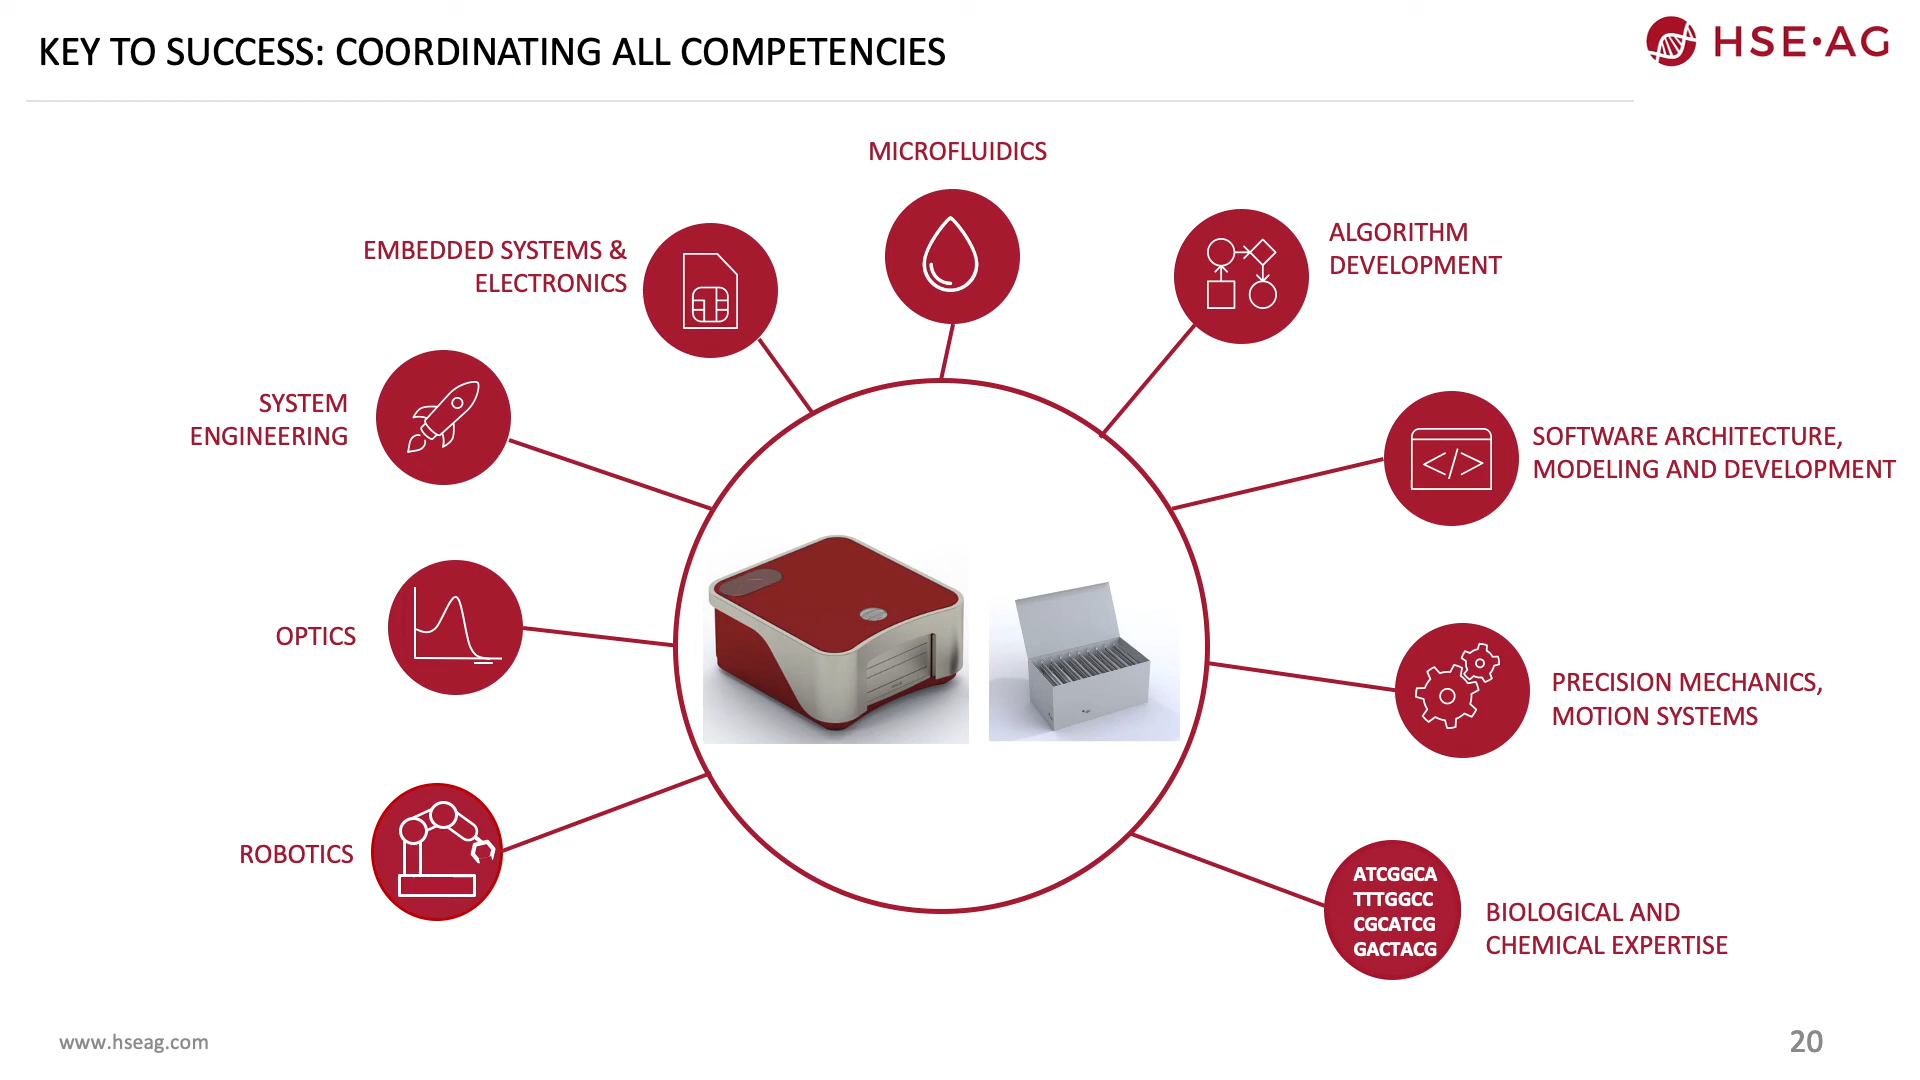 KEY TO SUCCESS: COORDINATING ALL COMPETENCIES
HSE•AG
MICROFLUIDICS
EMBEDDED SYSTEMS &
ELECTRONICS
ALGORITHM
DEVELOPMENT
SYSTEM
ENGINEERING
</>
SOFTWARE ARCHITECTURE,
MODELING AND DEVELOPMENT
OPTICS
PRECISION MECHANICS,
MOTION SYSTEMS
ROBOTICS
ATCGGCA
TTTGGCC
CGCATCG
GACTACG
BIOLOGICAL AND
CHEMICAL EXPERTISE
www.hseag.com
20